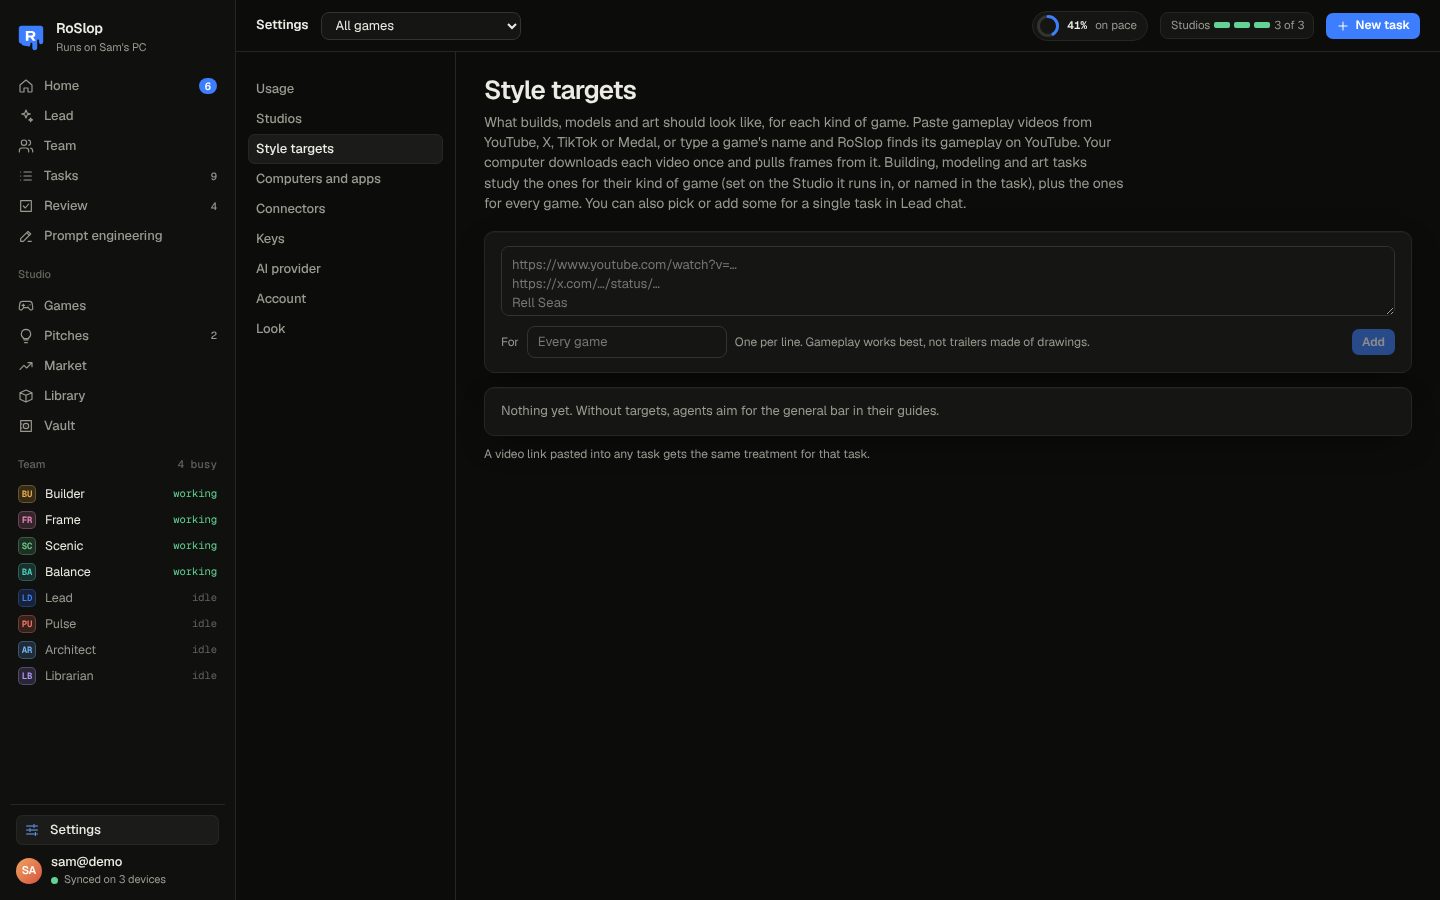 RoSlop
Runs on Sam's PC
Home 6
Lead
Team
Tasks 9
Review 4
Prompt engineering
Studio
Games
Pitches 2
Market
Library
Vault
Team 4 busy
BU Builder working
FR Frame working
SC Scenic working
BA Balance working
LD Lead idle
PU Pulse idle
AR Architect idle
LB Librarian idle
Settings
SA sam@demo
Synced on 3 devices
Settings All games 41% on pace Studios 3 of 3 + New task
Usage
Studios
Style targets
Computers and apps
Connectors
Keys
AI provider
Account
Look
Style targets
What builds, models and art should look like, for each kind of game. Paste gameplay videos from
YouTube, X, TikTok or Medal, or type a game's name and RoSlop finds its gameplay on YouTube. Your
computer downloads each video once and pulls frames from it. Building, modeling and art tasks
study the ones for their kind of game (set on the Studio it runs in, or named in the task), plus the ones
for every game. You can also pick or add some for a single task in Lead chat.
https://www.youtube.com/watch?v=…
https://x.com/…/status/…
Rell Seas
For Every game One per line. Gameplay works best, not trailers made of drawings. Add
Nothing yet. Without targets, agents aim for the general bar in their guides.
A video link pasted into any task gets the same treatment for that task.